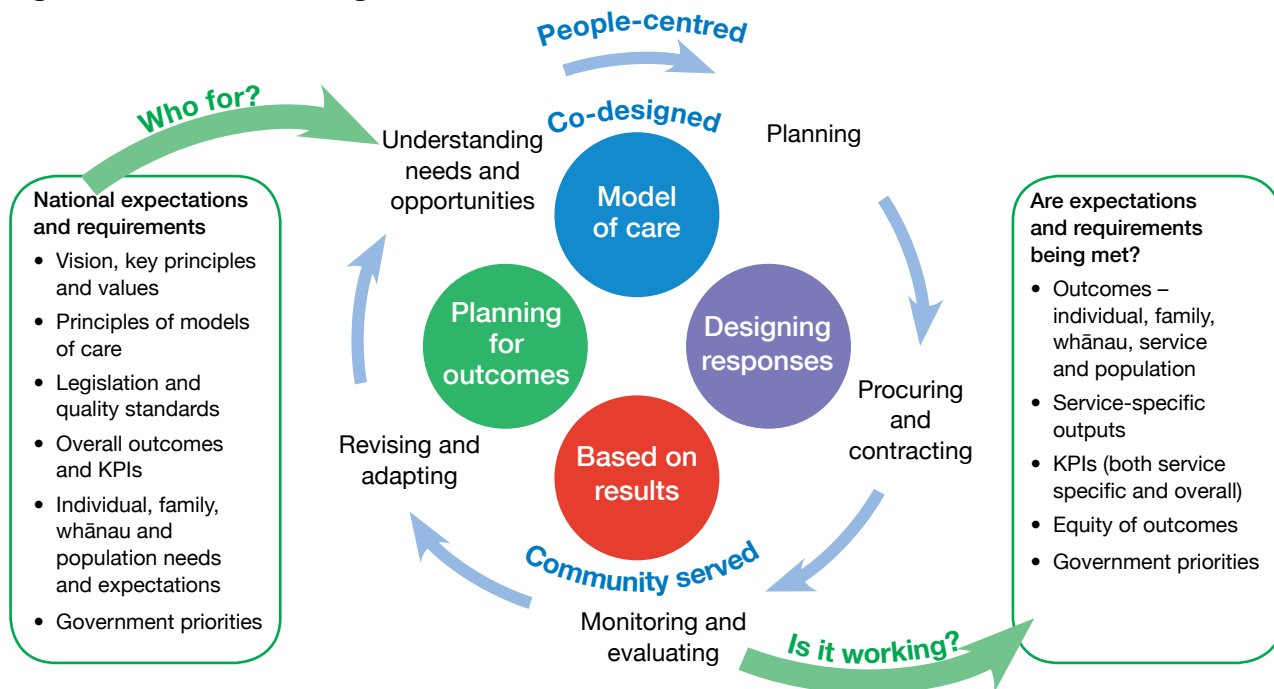 People-centred
Who for?
Co-designed
Understanding
needs and
opportunities
Planning
Model
of care
National expectations
and requirements
• Vision, key principles
and values
• Principles of models
of care
• Legislation and
quality standards
• Overall outcomes
and KPIs
• Individual, family,
whānau and
population needs
and expectations
• Government priorities
Planning
for
outcomes
Designing
responses
Based on
results
Revising and
adapting
Procuring
and
contracting
Community served
Monitoring and
evaluating
Is it working?
Are expectations
and requirements
being met?
• Outcomes –
individual, family,
whānau, service
and population
• Service-specific
outputs
• KPIs (both service
specific and overall)
• Equity of outcomes
• Government priorities